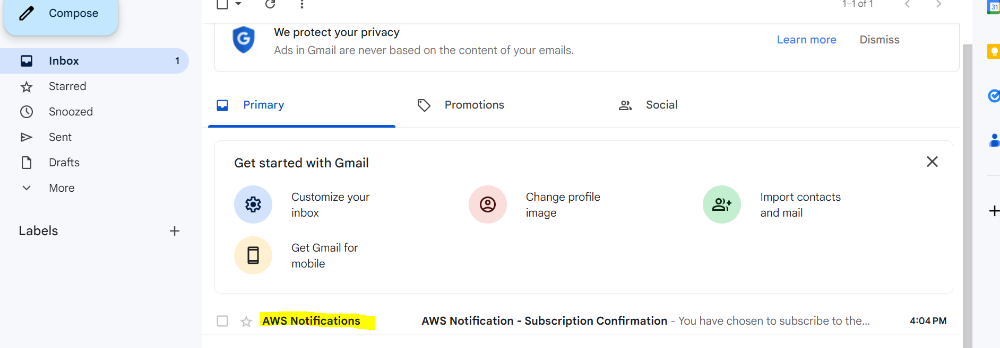 Compose
1–1 of 1
31
We protect your privacy
Ads in Gmail are never based on the content of your emails.
Learn more
Dismiss
Inbox 1
Starred
Snoozed
Sent
Drafts
More
Labels
Primary
Promotions
Social
Get started with Gmail
Customize your
inbox
Change profile
image
Import contacts
and mail
Get Gmail for
mobile
AWS Notifications AWS Notification - Subscription Confirmation - You have chosen to subscribe to the... 4:04 PM